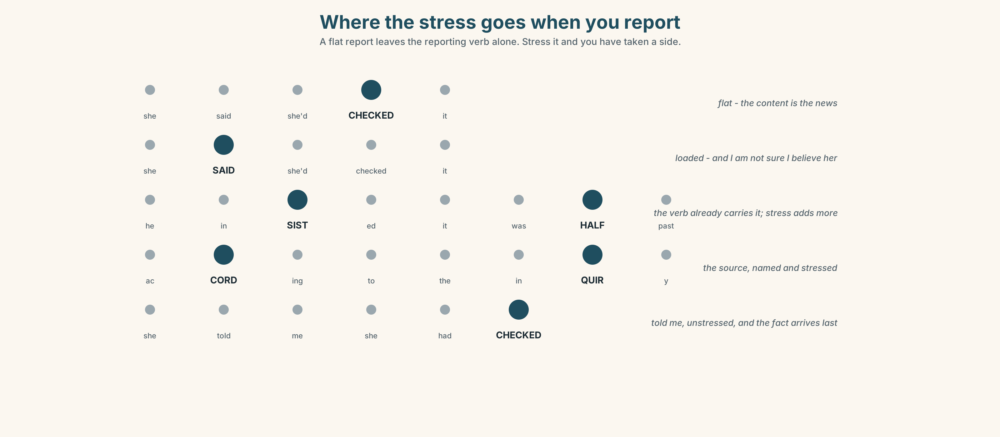 Where the stress goes when you report
A flat report leaves the reporting verb alone. Stress it and you have taken a side.
flat - the content is the news
she said she'd CHECKED it
loaded - and I am not sure I believe her
she SAID she'd checked it
the verb already carries it; stress adds more
he in SIST ed it was HALF past
the source, named and stressed
ac CORD ing to the in QUIR y
told me, unstressed, and the fact arrives last
she told me she had CHECKED